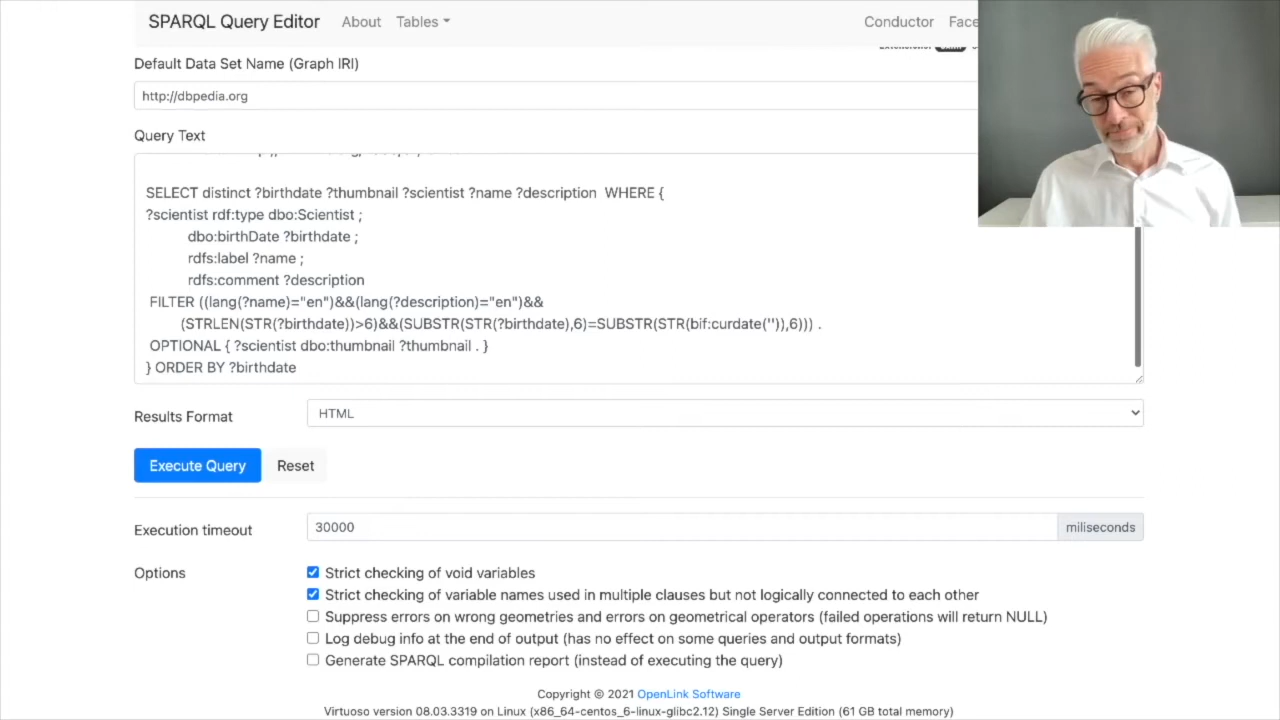 SPARQL Query Editor About Tables Conductor
Default Data Set Name (Graph IRI)
http://dbpedia.org
Query Text
SELECT distinct ?birthdate ?thumbnail ?scientist ?name ?description WHERE {
?scientist rdf:type dbo:Scientist ;
dbo:birthDate ?birthdate ;
rdfs:label ?name ;
rdfs:comment ?description
FILTER ((lang(?name)="en")&&(lang(?description)="en")&&
(STRLEN(STR(?birthdate))>6)&&(SUBSTR(STR(?birthdate),6)=SUBSTR(STR(bif:curdate('')),6))) .
OPTIONAL { ?scientist dbo:thumbnail ?thumbnail . }
} ORDER BY ?birthdate
Results Format HTML
Execute Query Reset
Execution timeout 30000 miliseconds
Options Strict checking of void variables
Strict checking of variable names used in multiple clauses but not logically connected to each other
Suppress errors on wrong geometries and errors on geometrical operators (failed operations will return NULL)
Log debug info at the end of output (has no effect on some queries and output formats)
Generate SPARQL compilation report (instead of executing the query)
Copyright © 2021 OpenLink Software
Virtuoso version 08.03.3319 on Linux (x86_64-centos_6-linux-glibc2.12) Single Server Edition (61 GB total memory)